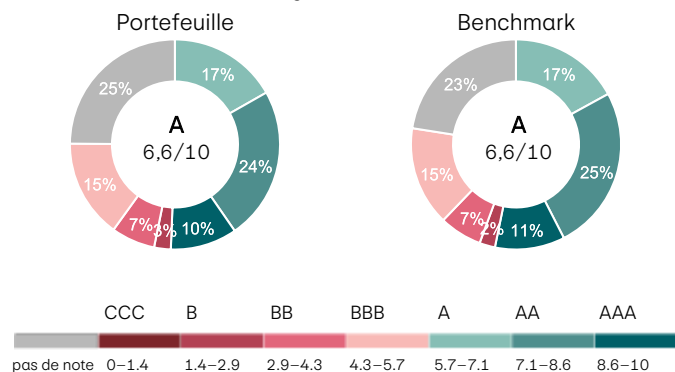 Portefeuille
Benchmark
25%
17%
24%
10%
3%
7%
15%
A
6,6/10
23%
17%
25%
11%
2%
7%
15%
A
6,6/10
CCC B BB BBB A AA AAA
pas de note 0–1.4 1.4–2.9 2.9–4.3 4.3–5.7 5.7–7.1 7.1–8.6 8.6–10